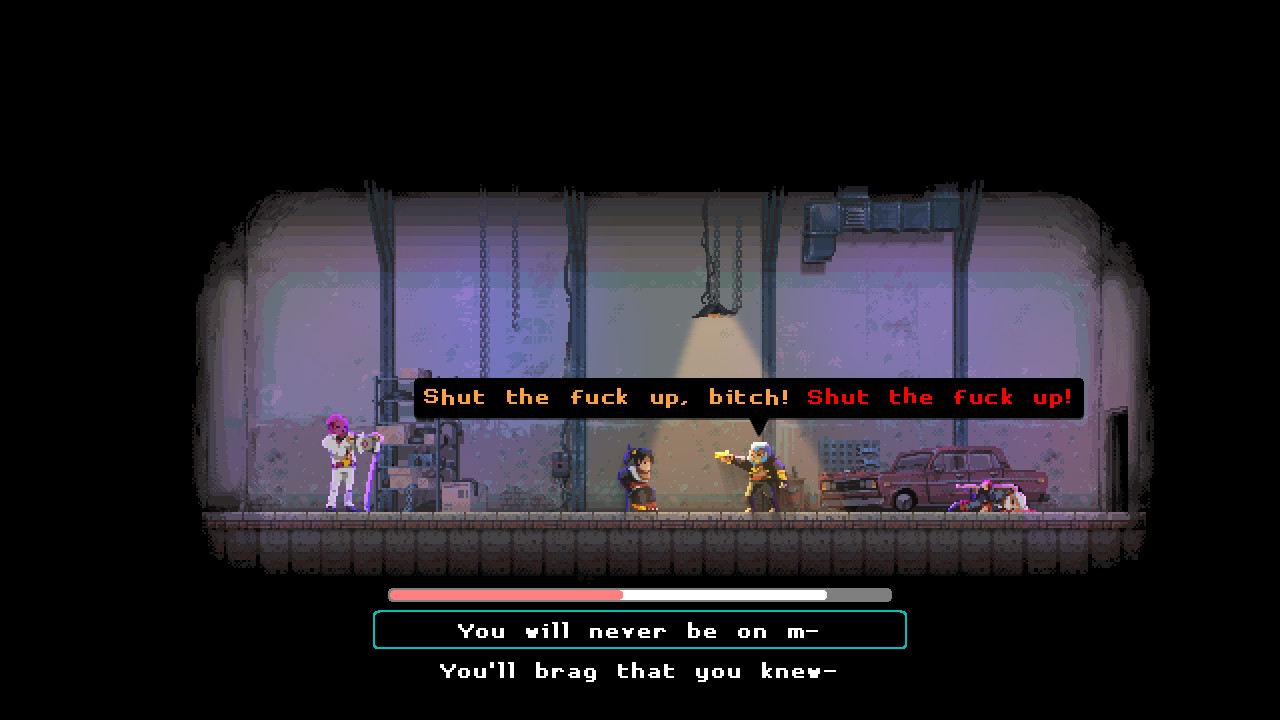 Shut the fuck up, bitch! Shut the fuck up!
You will never be on m-
You'll brag that you knew-